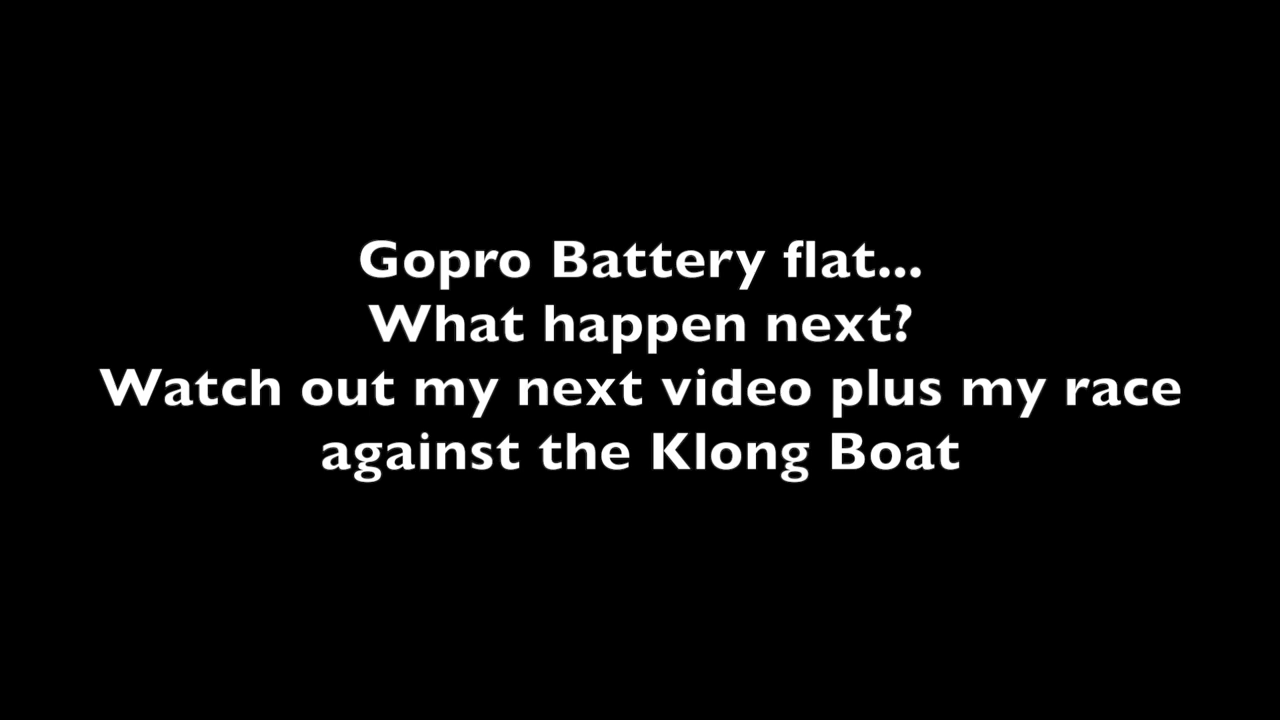 Gopro Battery flat...
What happen next?
Watch out my next video plus my race
against the Klong Boat